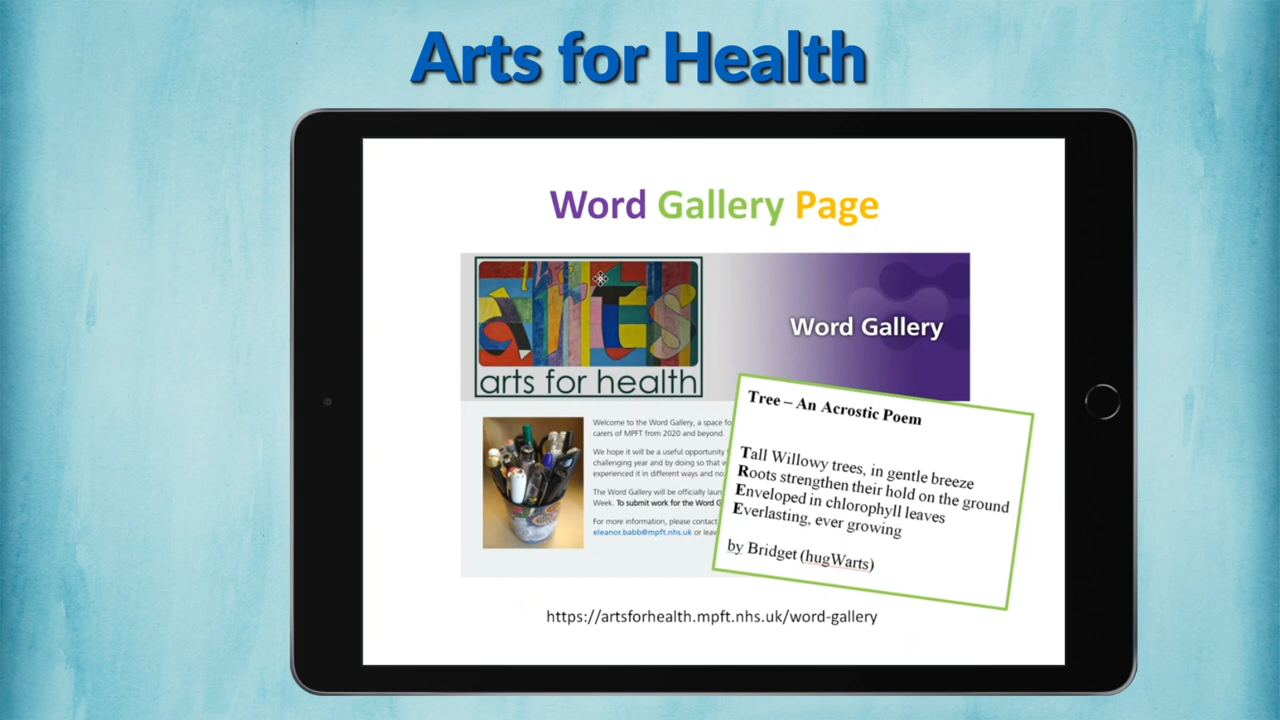 Arts for Health
Word Gallery Page
arts
arts for health
Word Gallery
Welcome to the Word Gallery, a space
carers of MPFT from 2020 and beyond.
We hope it will be a useful opportunity
challenging year and by doing so that
experienced it in different ways and
The Word Gallery will be officially
Week. To submit work for the Word
For more information, please contact
eleanor.babb@mpft.nhs.uk or
Tree – An Acrostic Poem
Tall Willowy trees, in gentle breeze
Roots strengthen their hold on the ground
Enveloped in chlorophyll leaves
Everlasting, ever growing
by Bridget (hugWarts)
https://artsforhealth.mpft.nhs.uk/word-gallery